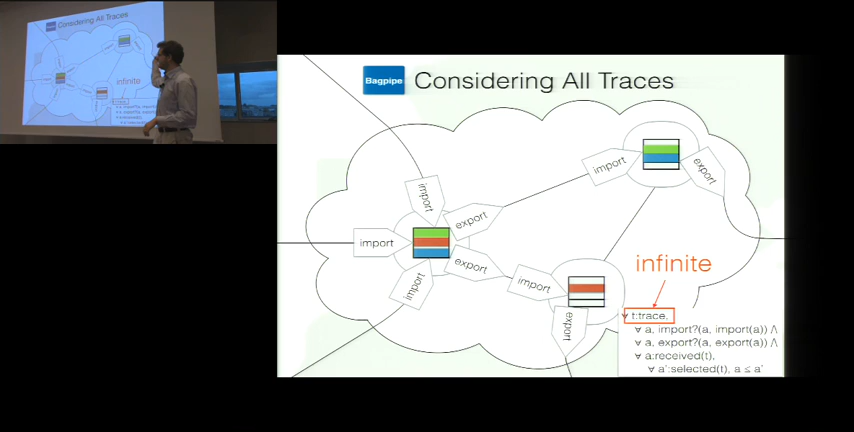 Bagpipe Considering All Traces
import
import
export
import
import
export
export
import
import
export
infinite
∀ t:trace,
∀ a, import?(a, import(a)) /\
∀ a, export?(a, export(a)) /\
∀ a:received(t),
∀ a':selected(t), a ≤ a'
Considering All Traces
infinite